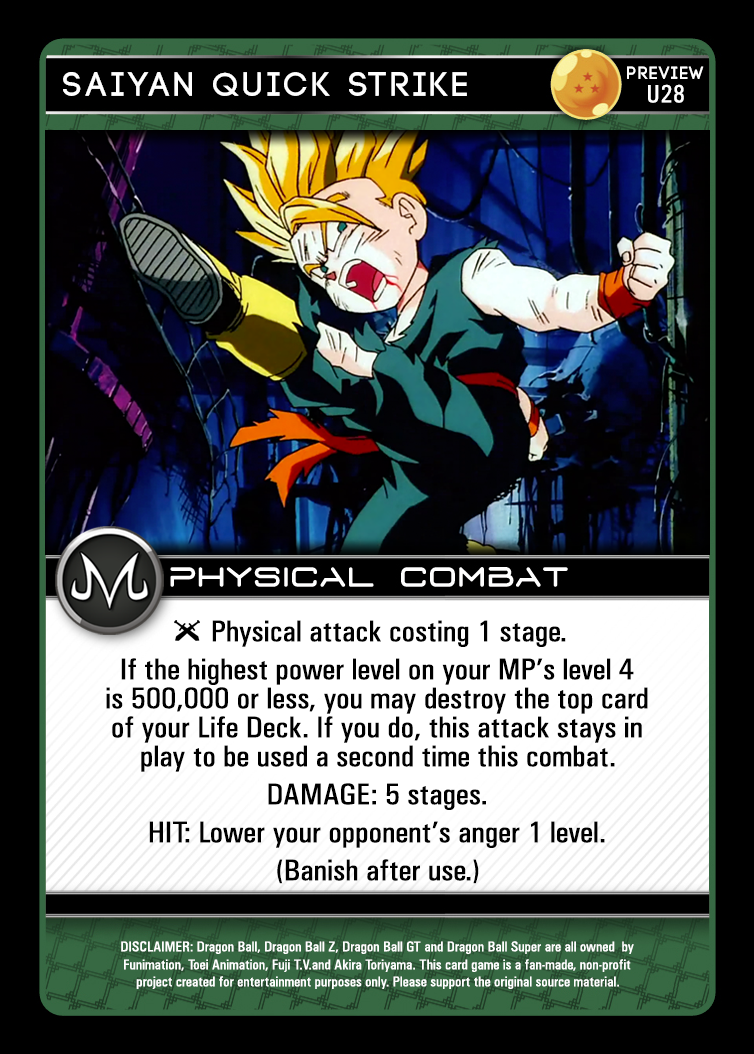 SAIYAN QUICK STRIKE
PREVIEW
U28
PHYSICAL COMBAT
Physical attack costing 1 stage.
If the highest power level on your MP's level 4
is 500,000 or less, you may destroy the top card
of your Life Deck. If you do, this attack stays in
play to be used a second time this combat.
DAMAGE: 5 stages.
HIT: Lower your opponent's anger 1 level.
(Banish after use.)
DISCLAIMER: Dragon Ball, Dragon Ball Z, Dragon Ball GT and Dragon Ball Super are all owned by
Funimation, Toei Animation, Fuji T.V.and Akira Toriyama. This card game is a fan-made, non-profit
project created for entertainment purposes only. Please support the original source material.